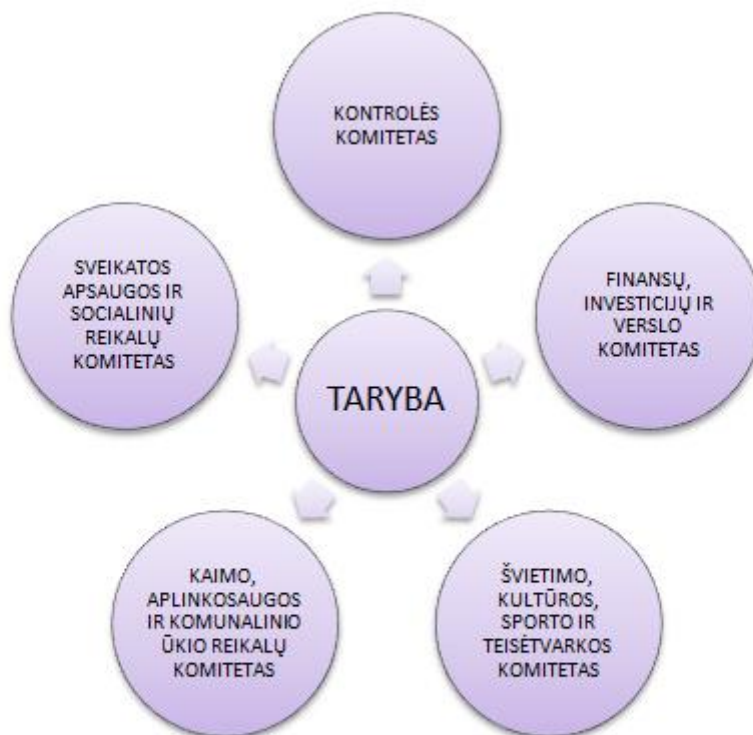 KONTROLĖS
KOMITETAS
SVEIKATOS
APSAUGOS IR
SOCIALINIŲ
REIKALŲ
KOMITETAS
FINANSŲ,
INVESTICIJŲ IR
VERSLO
KOMITETAS
TARYBA
KAIMO,
APLINKOSAUGOS
IR KOMUNALINIO
ŪKIO REIKALŲ
KOMITETAS
ŠVIETIMO,
KULTŪROS,
SPORTO IR
TEISĖTVARKOS
KOMITETAS